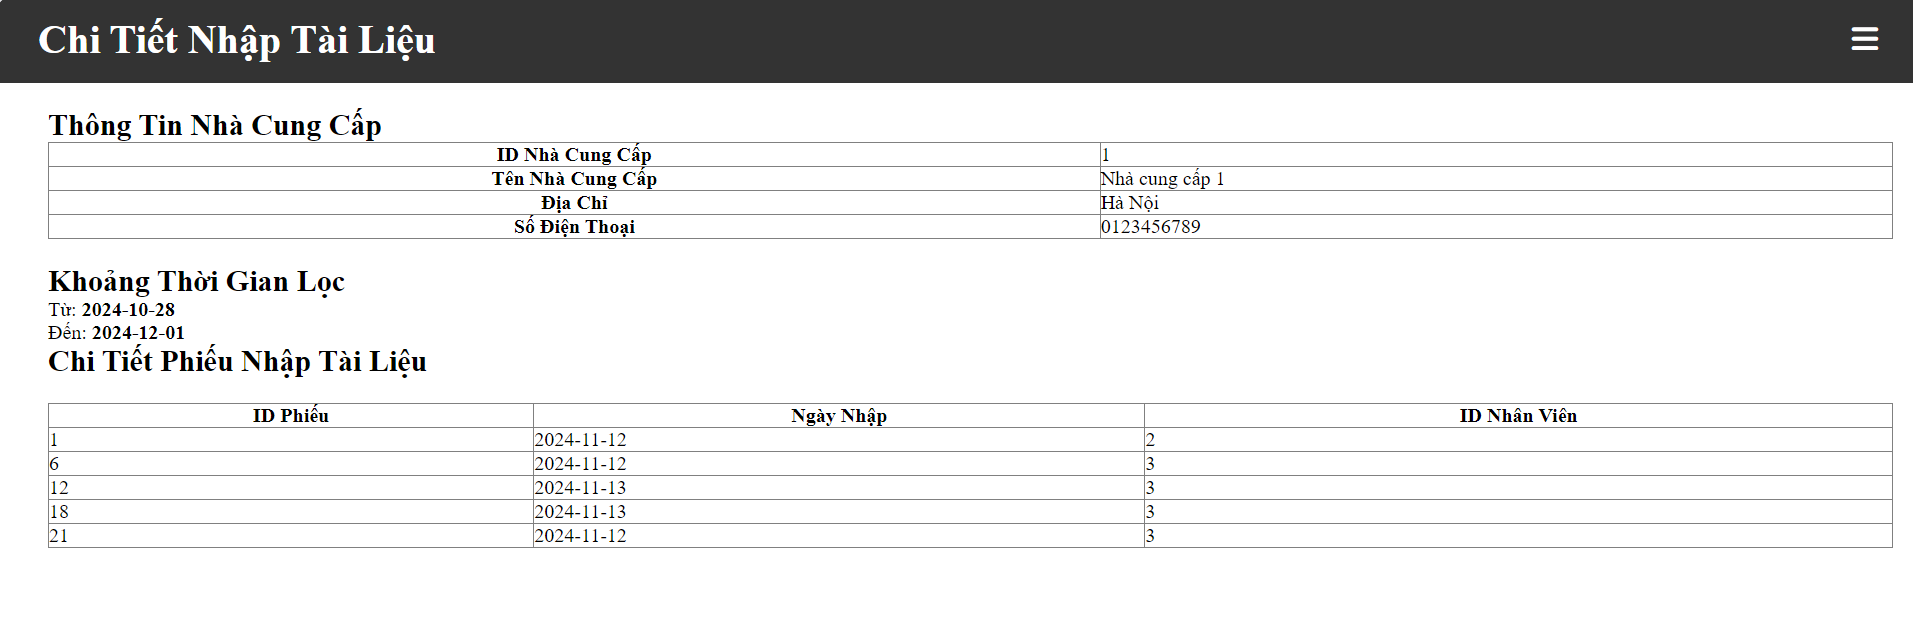 Chi Tiết Nhập Tài Liệu
Thông Tin Nhà Cung Cấp
ID Nhà Cung Cấp 1
Tên Nhà Cung Cấp Nhà cung cấp 1
Địa Chỉ Hà Nội
Số Điện Thoại 0123456789
Khoảng Thời Gian Lọc
Từ: 2024-10-28
Đến: 2024-12-01
Chi Tiết Phiếu Nhập Tài Liệu
ID Phiếu Ngày Nhập ID Nhân Viên
1 2024-11-12 2
6 2024-11-12 3
12 2024-11-13 3
18 2024-11-13 3
21 2024-11-12 3